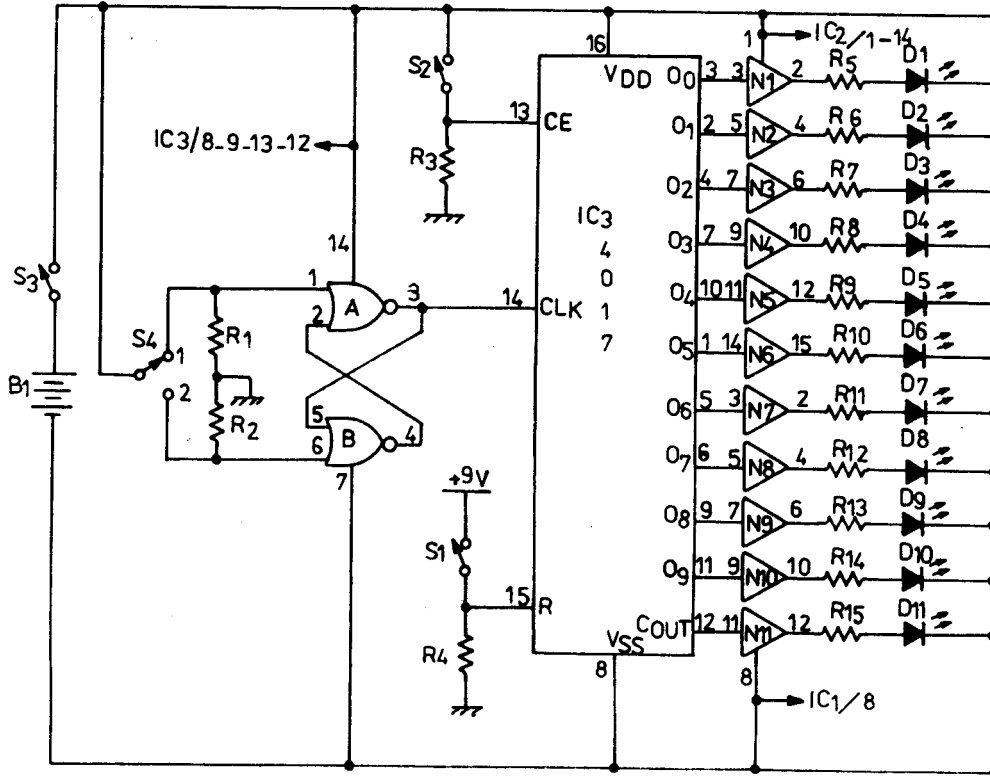 IC2/1-14
1
16
VDD
S2
13 CE
R3
IC3/8-9-13-12
14
O0 3 3 N1 2 R5 D1
O1 2 5 N2 4 R6 D2
O2 4 7 N3 6 R7 D3
O3 7 9 N4 10 R8 D4
O4 10 11 N5 12 R9 D5
O5 1 14 N6 15 R10 D6
O6 5 3 N7 2 R11 D7
O7 6 5 N8 4 R12 D8
O8 9 7 N9 6 R13 D9
O9 11 9 N10 10 R14 D10
COUT 12 11 N11 12 R15 D11
IC3
4
0
1
7
S3
B1
S4
1
2
R1
R2
1
2
A
3
14 CLK
5
6
B
4
7
+9V
S1
15 R
R4
VSS
8
8
IC1/8